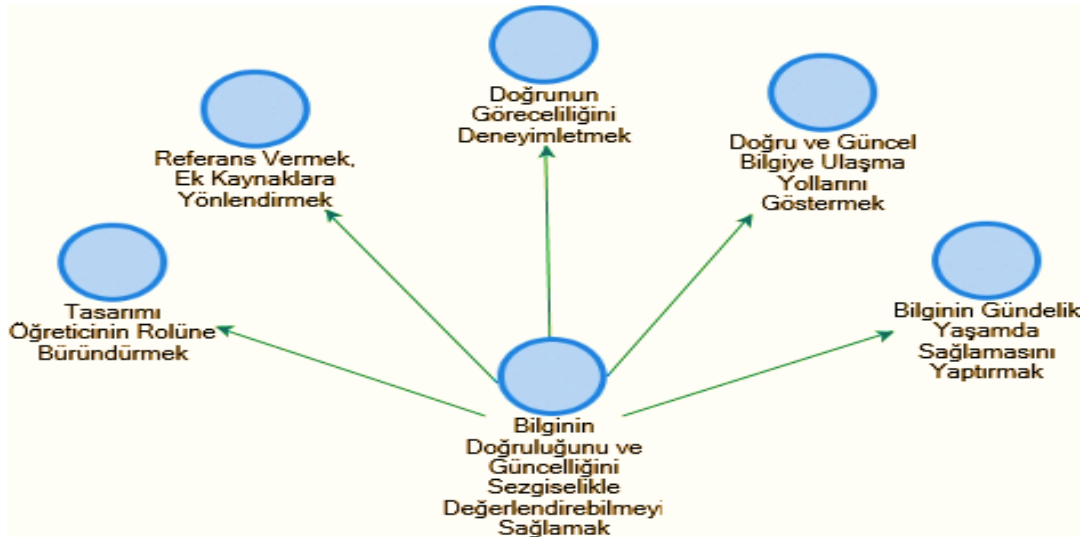 Doğrunun
Göreceliliğini
Deneyimletmek
Referans Vermek,
Ek Kaynaklara
Yönlendirmek
Doğru ve Güncel
Bilgiye Ulaşma
Yollarını
Göstermek
Tasarımı
Öğreticinin Rolüne
Büründürmek
Bilginin Gündelik
Yaşamda
Sağlamasını
Yaptırmak
Bilginin
Doğruluğunu ve
Güncelliğini
Sezgiselikle
Değerlendirebilmeyi
Sağlamak